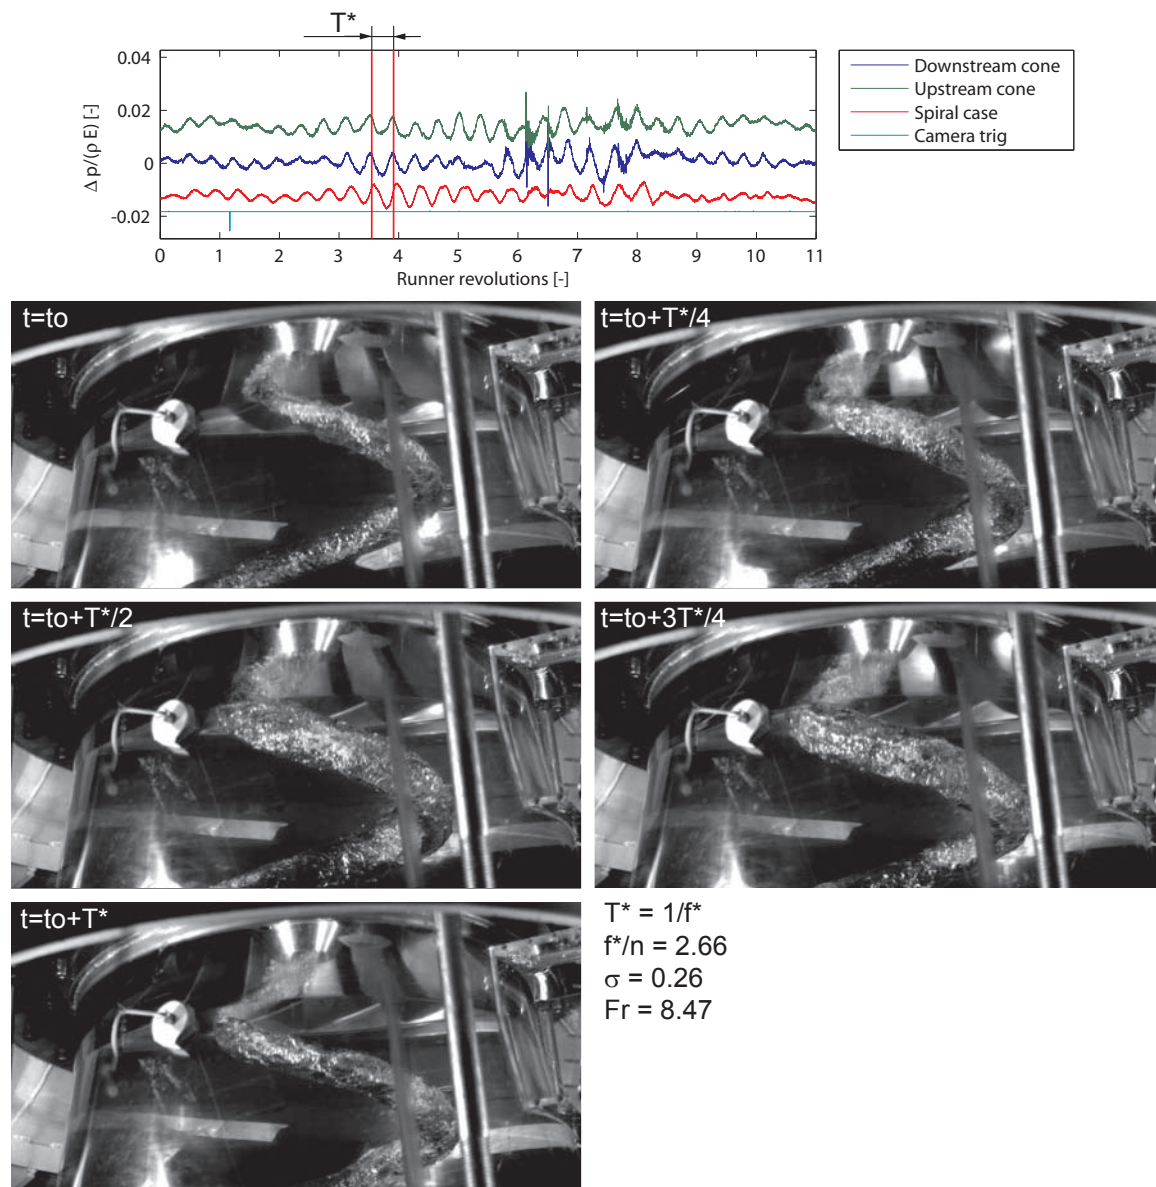 T*
0.04
0.02
0
-0.02
Δ p/(ρ E) [-]
0 1 2 3 4 5 6 7 8 9 10 11
Runner revolutions [-]
Downstream cone
Upstream cone
Spiral case
Camera trig
t=to
t=to+T*/4
t=to+T*/2
t=to+3T*/4
t=to+T*
T* = 1/f*
f*/n = 2.66
σ = 0.26
Fr = 8.47